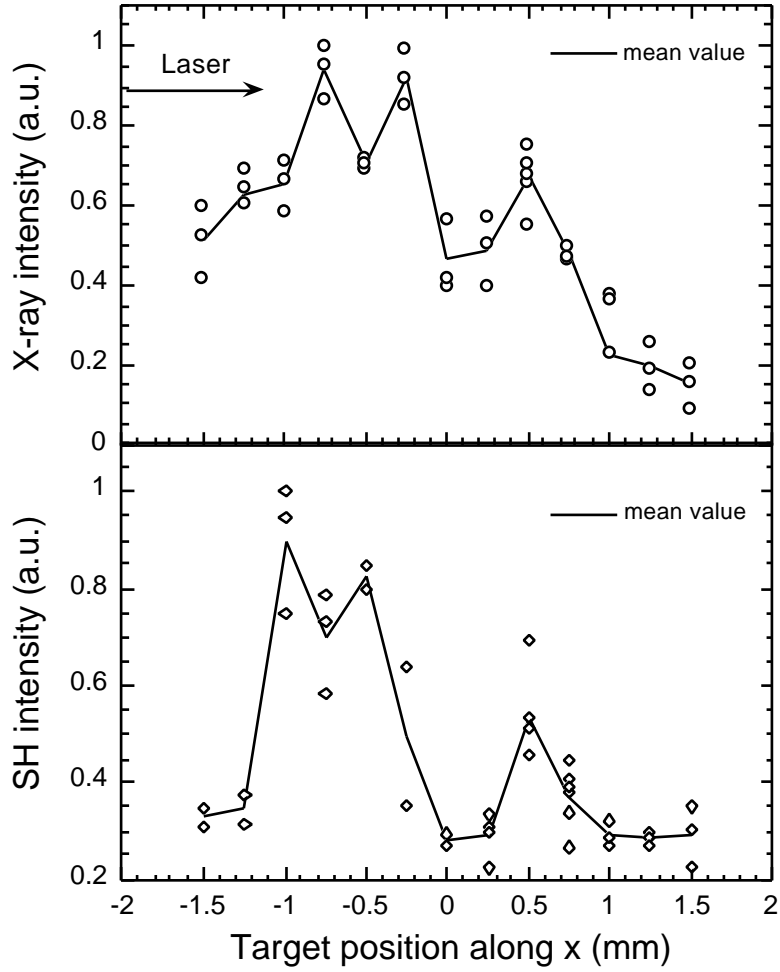 1
Laser
mean value
0.8
0.6
0.4
0.2
0
X-ray intensity (a.u.)
1
mean value
0.8
0.6
0.4
0.2
SH intensity (a.u.)
-2 -1.5 -1 -0.5 0 0.5 1 1.5 2
Target position along x (mm)